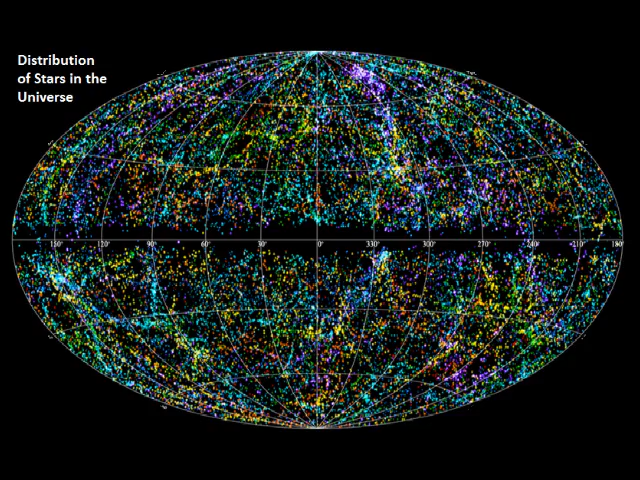 Distribution
of Stars in the
Universe
150° 120° 90° 60° 30° 0° 330° 300° 270° 240° 210° 180°